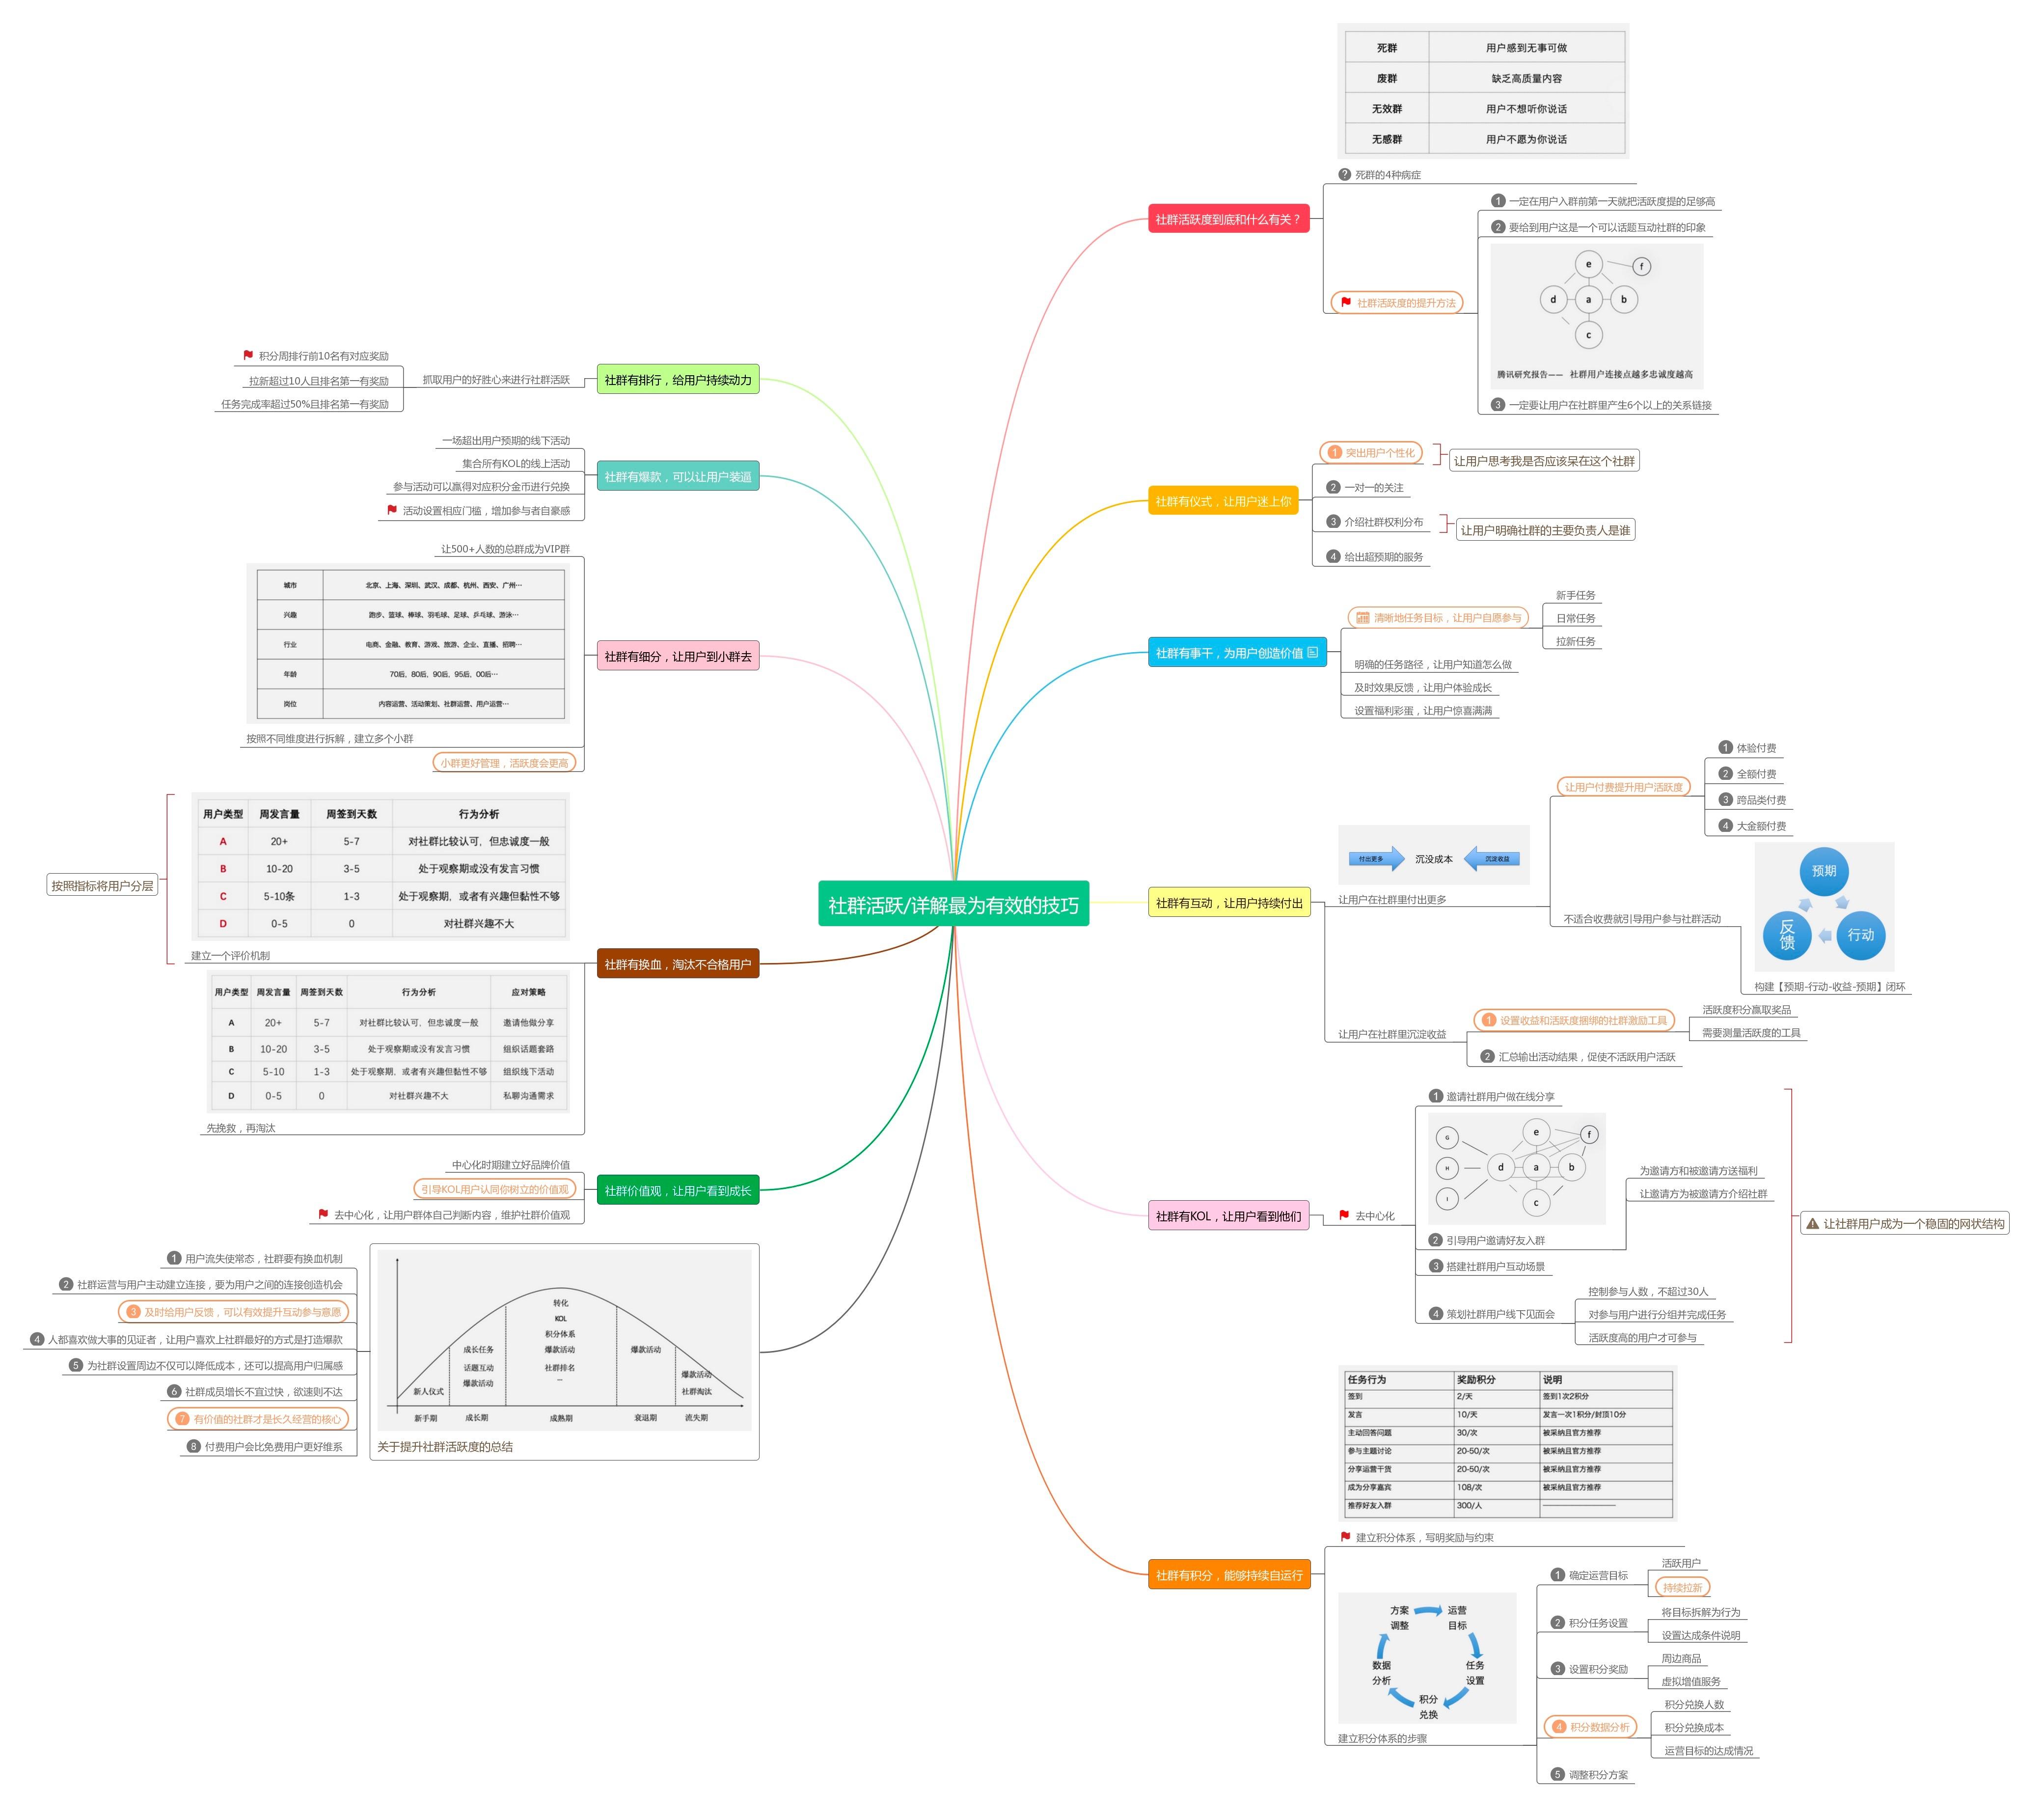 社群活跃/详解最为有效的技巧
社群活跃度到底和什么有关？
死群 用户感到无事可做
废群 缺乏高质量内容
无效群 用户不想听你说话
无感群 用户不愿为你说话
? 死群的4种病症
社群活跃度的提升方法
1 一定在用户入群前第一天就把活跃度提的足够高
2 要给到用户这是一个可以话题互动社群的印象
e f
d a b
c
腾讯研究报告—— 社群用户连接点越多忠诚度越高
3 一定要让用户在社群里产生6个以上的关系链接
社群有仪式，让用户迷上你
1 突出用户个性化
让用户思考我是否应该呆在这个社群
2 一对一的关注
3 介绍社群权利分布
让用户明确社群的主要负责人是谁
4 给出超预期的服务
社群有事干，为用户创造价值
清晰地任务目标，让用户自愿参与
新手任务
日常任务
拉新任务
明确的任务路径，让用户知道怎么做
及时效果反馈，让用户体验成长
设置福利彩蛋，让用户惊喜满满
社群有互动，让用户持续付出
付出更多 沉没成本 沉淀收益
让用户在社群里付出更多
让用户付费提升用户活跃度
1 体验付费
2 全额付费
3 跨品类付费
4 大金额付费
不适合收费就引导用户参与社群活动
预期
反馈 行动
构建【预期-行动-收益-预期】闭环
让用户在社群里沉淀收益
1 设置收益和活跃度捆绑的社群激励工具
活跃度积分赢取奖品
需要测量活跃度的工具
2 汇总输出活动结果，促使不活跃用户活跃
社群有KOL，让用户看到他们
去中心化
1 邀请社群用户做在线分享
G e f
H d a b
I c
2 引导用户邀请好友入群
为邀请方和被邀请方送福利
让邀请方为被邀请方介绍社群
3 搭建社群用户互动场景
4 策划社群用户线下见面会
控制参与人数，不超过30人
对参与用户进行分组并完成任务
活跃度高的用户才可参与
让社群用户成为一个稳固的网状结构
社群有积分，能够持续自运行
任务行为 奖励积分 说明
签到 2/天 签到1次2积分
发言 10/天 发言一次1积分/封顶10分
主动回答问题 30/次 被采纳且官方推荐
参与主题讨论 20-50/次 被采纳且官方推荐
分享运营干货 20-50/次 被采纳且官方推荐
成为分享嘉宾 108/次 被采纳且官方推荐
推荐好友入群 300/人 ————————
建立积分体系，写明奖励与约束
方案调整 运营目标
数据分析 任务设置
积分兑换
建立积分体系的步骤
1 确定运营目标
活跃用户
持续拉新
2 积分任务设置
将目标拆解为行为
设置达成条件说明
3 设置积分奖励
周边商品
虚拟增值服务
4 积分数据分析
积分兑换人数
积分兑换成本
运营目标的达成情况
5 调整积分方案
社群有排行，给用户持续动力
抓取用户的好胜心来进行社群活跃
积分周排行前10名有对应奖励
拉新超过10人且排名第一有奖励
任务完成率超过50%且排名第一有奖励
社群有爆款，可以让用户装逼
一场超出用户预期的线下活动
集合所有KOL的线上活动
参与活动可以赢得对应积分金币进行兑换
活动设置相应门槛，增加参与者自豪感
社群有细分，让用户到小群去
让500+人数的总群成为VIP群
城市 北京、上海、深圳、武汉、成都、杭州、西安、广州…
兴趣 跑步、篮球、棒球、羽毛球、足球、乒乓球、游泳…
行业 电商、金融、教育、游戏、旅游、企业、直播、招聘…
年龄 70后，80后，90后，95后，00后…
岗位 内容运营、活动策划、社群运营、用户运营…
按照不同维度进行拆解，建立多个小群
小群更好管理，活跃度会更高
社群有换血，淘汰不合格用户
按照指标将用户分层
用户类型 周发言量 周签到天数 行为分析
A 20+ 5-7 对社群比较认可，但忠诚度一般
B 10-20 3-5 处于观察期或没有发言习惯
C 5-10条 1-3 处于观察期，或者有兴趣但黏性不够
D 0-5 0 对社群兴趣不大
建立一个评价机制
用户类型 周发言量 周签到天数 行为分析 应对策略
A 20+ 5-7 对社群比较认可，但忠诚度一般 邀请他做分享
B 10-20 3-5 处于观察期或没有发言习惯 组织话题套路
C 5-10 1-3 处于观察期，或者有兴趣但黏性不够 组织线下活动
D 0-5 0 对社群兴趣不大 私聊沟通需求
先挽救，再淘汰
社群价值观，让用户看到成长
中心化时期建立好品牌价值
引导KOL用户认同你树立的价值观
去中心化，让用户群体自己判断内容，维护社群价值观
转化
KOL
积分体系
成长任务 爆款活动 爆款活动
话题互动 社群排名 爆款活动
新人仪式 爆款活动 … 社群淘汰
新手期 成长期 成熟期 衰退期 流失期
关于提升社群活跃度的总结
1 用户流失使常态，社群要有换血机制
2 社群运营与用户主动建立连接，要为用户之间的连接创造机会
3 及时给用户反馈，可以有效提升互动参与意愿
4 人都喜欢做大事的见证者，让用户喜欢上社群最好的方式是打造爆款
5 为社群设置周边不仅可以降低成本，还可以提高用户归属感
6 社群成员增长不宜过快，欲速则不达
7 有价值的社群才是长久经营的核心
8 付费用户会比免费用户更好维系